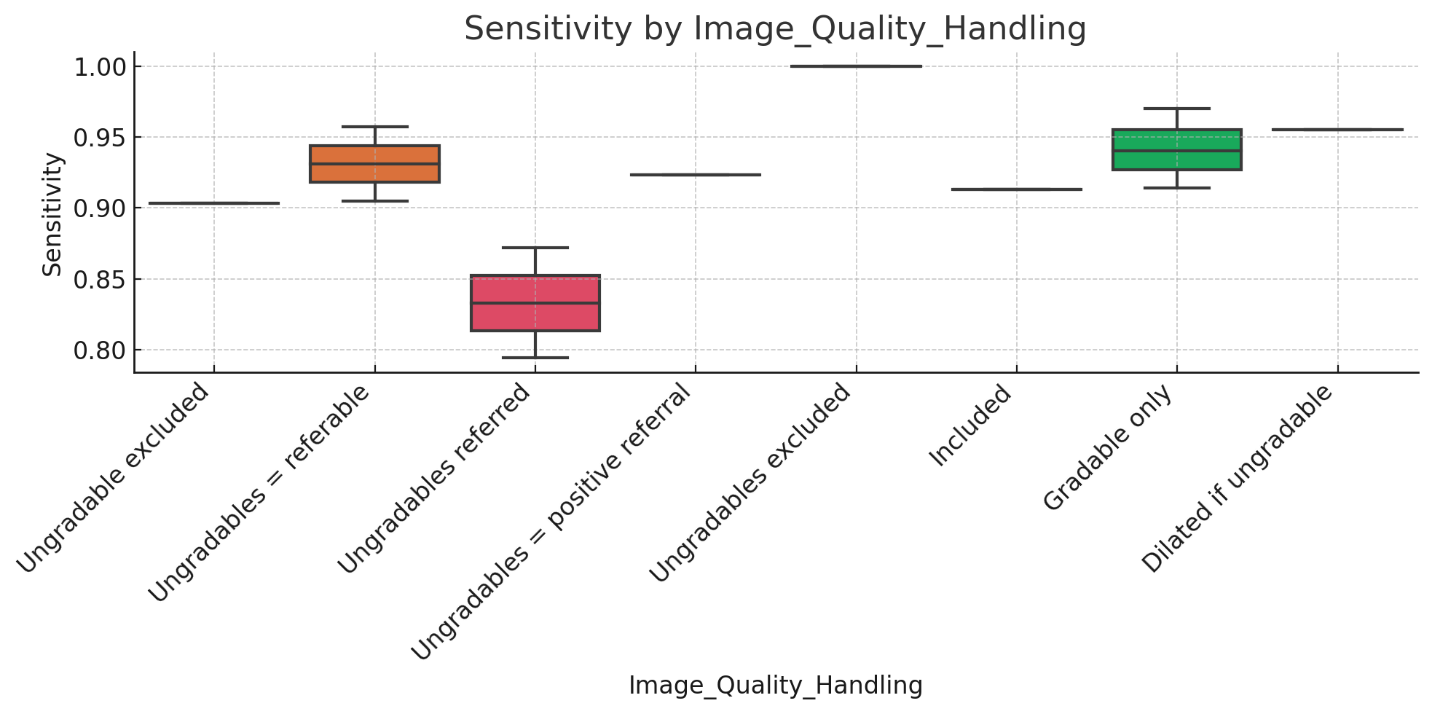 Sensitivity by Image_Quality_Handling
Sensitivity
1.00
0.95
0.90
0.85
0.80
Ungradable excluded
Ungradables = referable
Ungradables referred
Ungradables = positive referral
Ungradables excluded
Included
Gradable only
Dilated if ungradable
Image_Quality_Handling